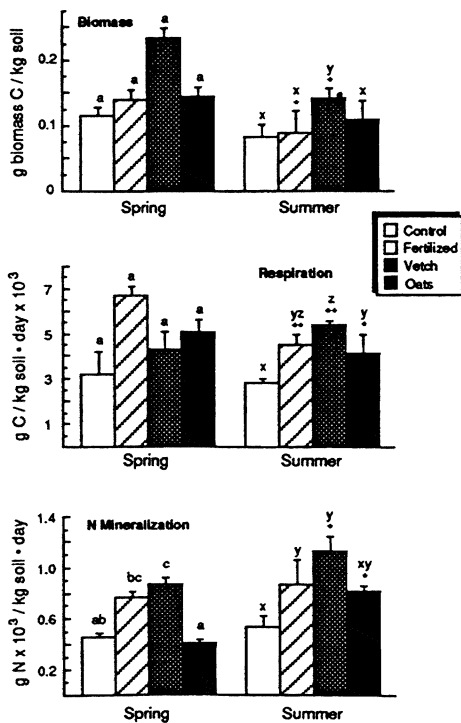 Biomass
g biomass C / kg soil
0.2
0.1
0
a
a
a
a
x
x
*
y
*
x
Spring
Summer
Control
Fertilized
Vetch
Oats
Respiration
g C / kg soil • day x 10³
7
5
3
1
a
a
a
a
x
yz
**
z
**
y
*
Spring
Summer
N Mineralization
g N x 10³ / kg soil • day
1.4
1.0
0.6
0.2
ab
bc
c
a
x
y
y
*
xy
*
Spring
Summer